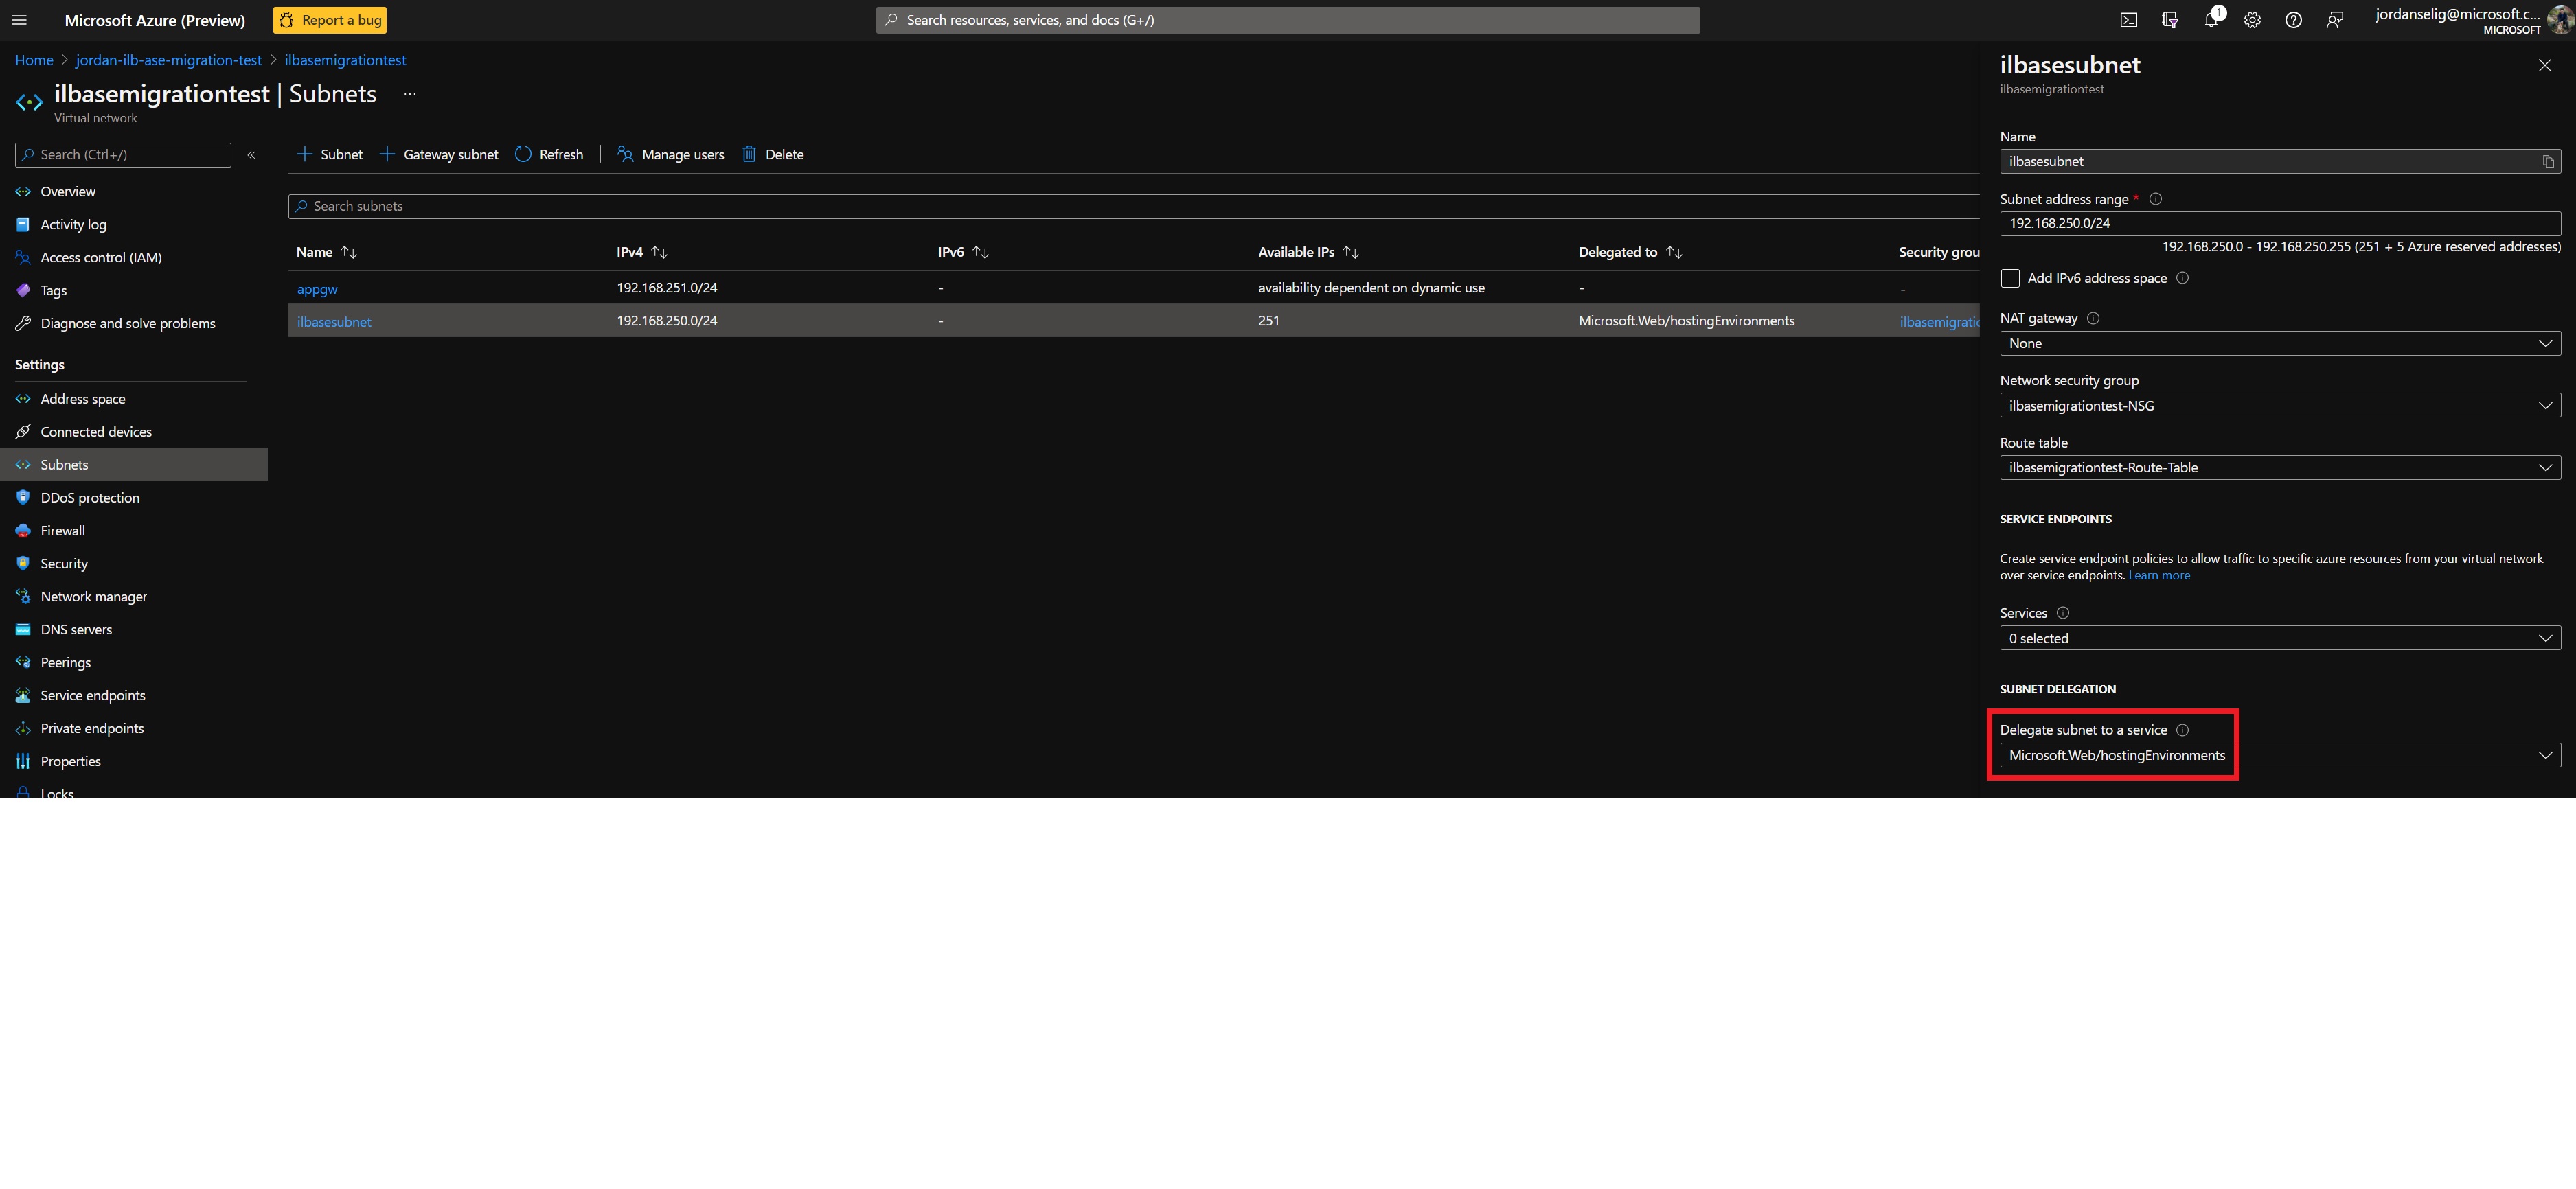 Microsoft Azure (Preview)
Report a bug
Search resources, services, and docs (G+/)
1
jordanselig@microsoft.c...
MICROSOFT
Home > jordan-ilb-ase-migration-test > ilbasemigrationtest
ilbasemigrationtest | Subnets ...
Virtual network
Search (Ctrl+/)
«
Overview
Activity log
Access control (IAM)
Tags
Diagnose and solve problems
Settings
Address space
Connected devices
Subnets
DDoS protection
Firewall
Security
Network manager
DNS servers
Peerings
Service endpoints
Private endpoints
Properties
Locks
+ Subnet + Gateway subnet Refresh | Manage users Delete
Search subnets
Name IPv4 IPv6 Available IPs Delegated to Security grou
appgw 192.168.251.0/24 - availability dependent on dynamic use - -
ilbasesubnet 192.168.250.0/24 - 251 Microsoft.Web/hostingEnvironments ilbasemigratio
ilbasesubnet
ilbasemigrationtest
Name
ilbasesubnet
Subnet address range *
192.168.250.0/24
192.168.250.0 - 192.168.250.255 (251 + 5 Azure reserved addresses)
Add IPv6 address space
NAT gateway
None
Network security group
ilbasemigrationtest-NSG
Route table
ilbasemigrationtest-Route-Table
SERVICE ENDPOINTS
Create service endpoint policies to allow traffic to specific azure resources from your virtual network
over service endpoints. Learn more
Services
0 selected
SUBNET DELEGATION
Delegate subnet to a service
Microsoft.Web/hostingEnvironments